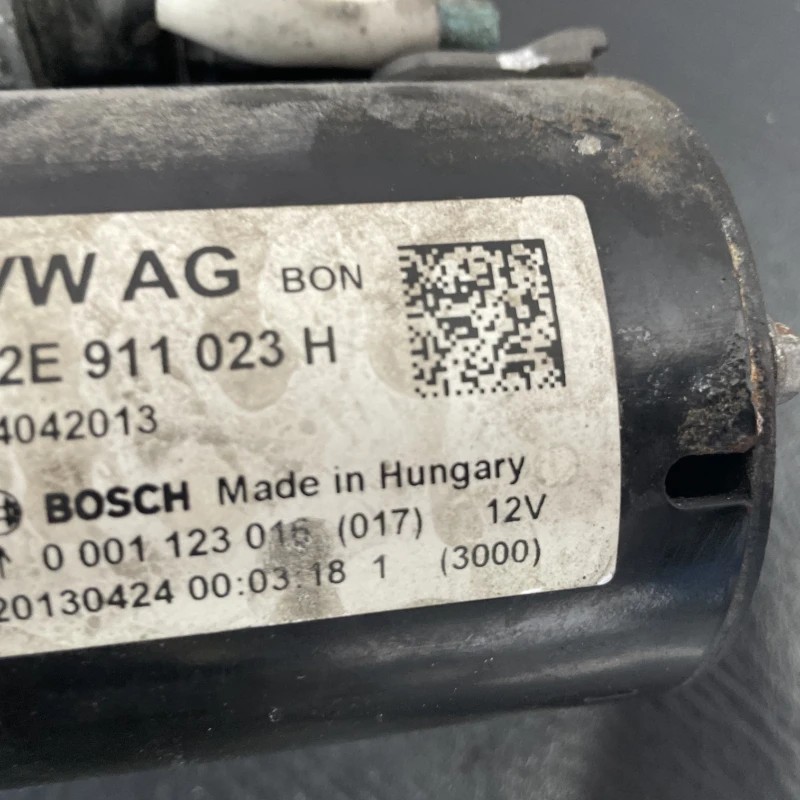 VW AG BON
2E 911 023 H
4042013
BOSCH Made in Hungary
0 001 123 016 (017) 12V
20130424 00:03:18 1 (3000)